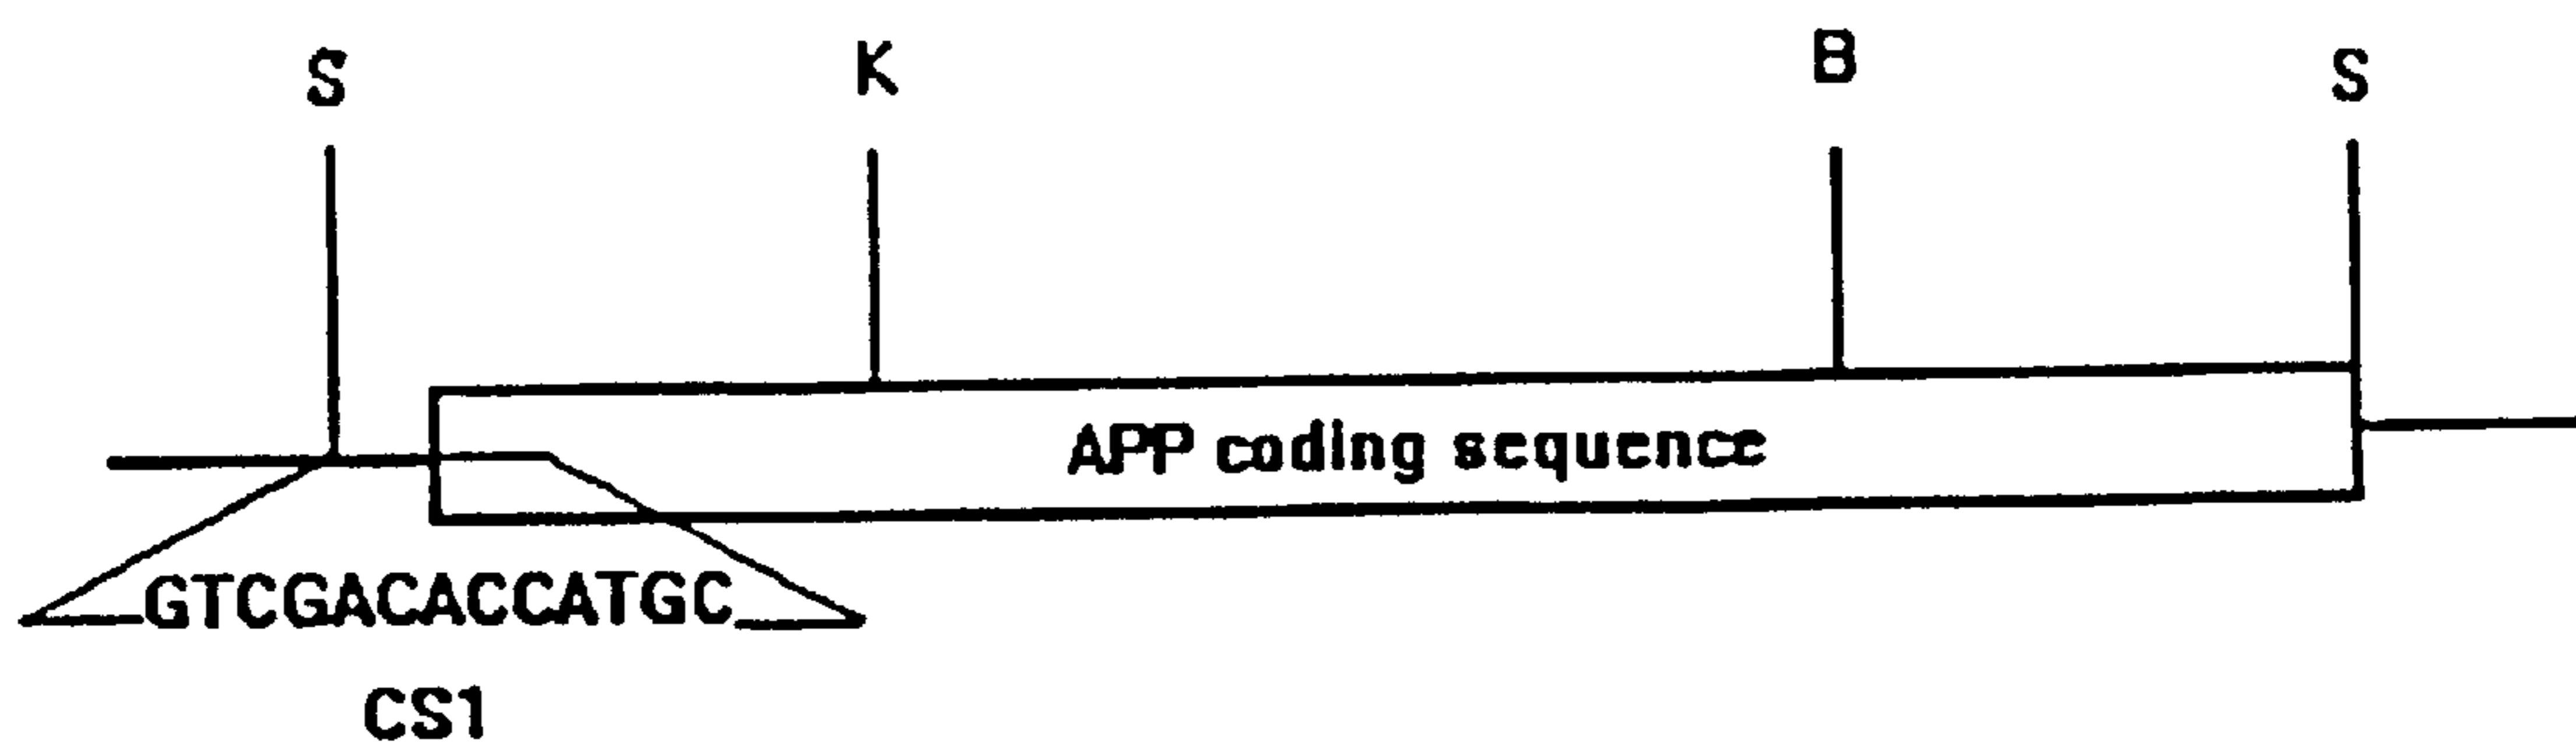 S K B S
APP coding sequence
GTCGACACCATGC
CS1